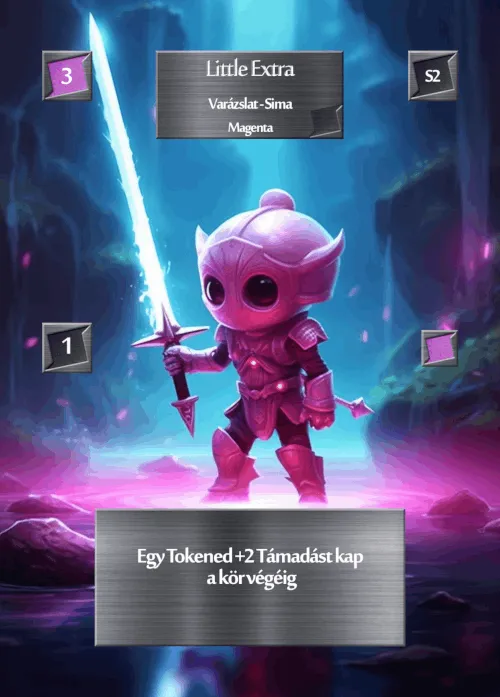 3
Little Extra
S2
Varázslat - Sima
Magenta
1
Egy Tokened +2 Támadást kap
a kör végéig